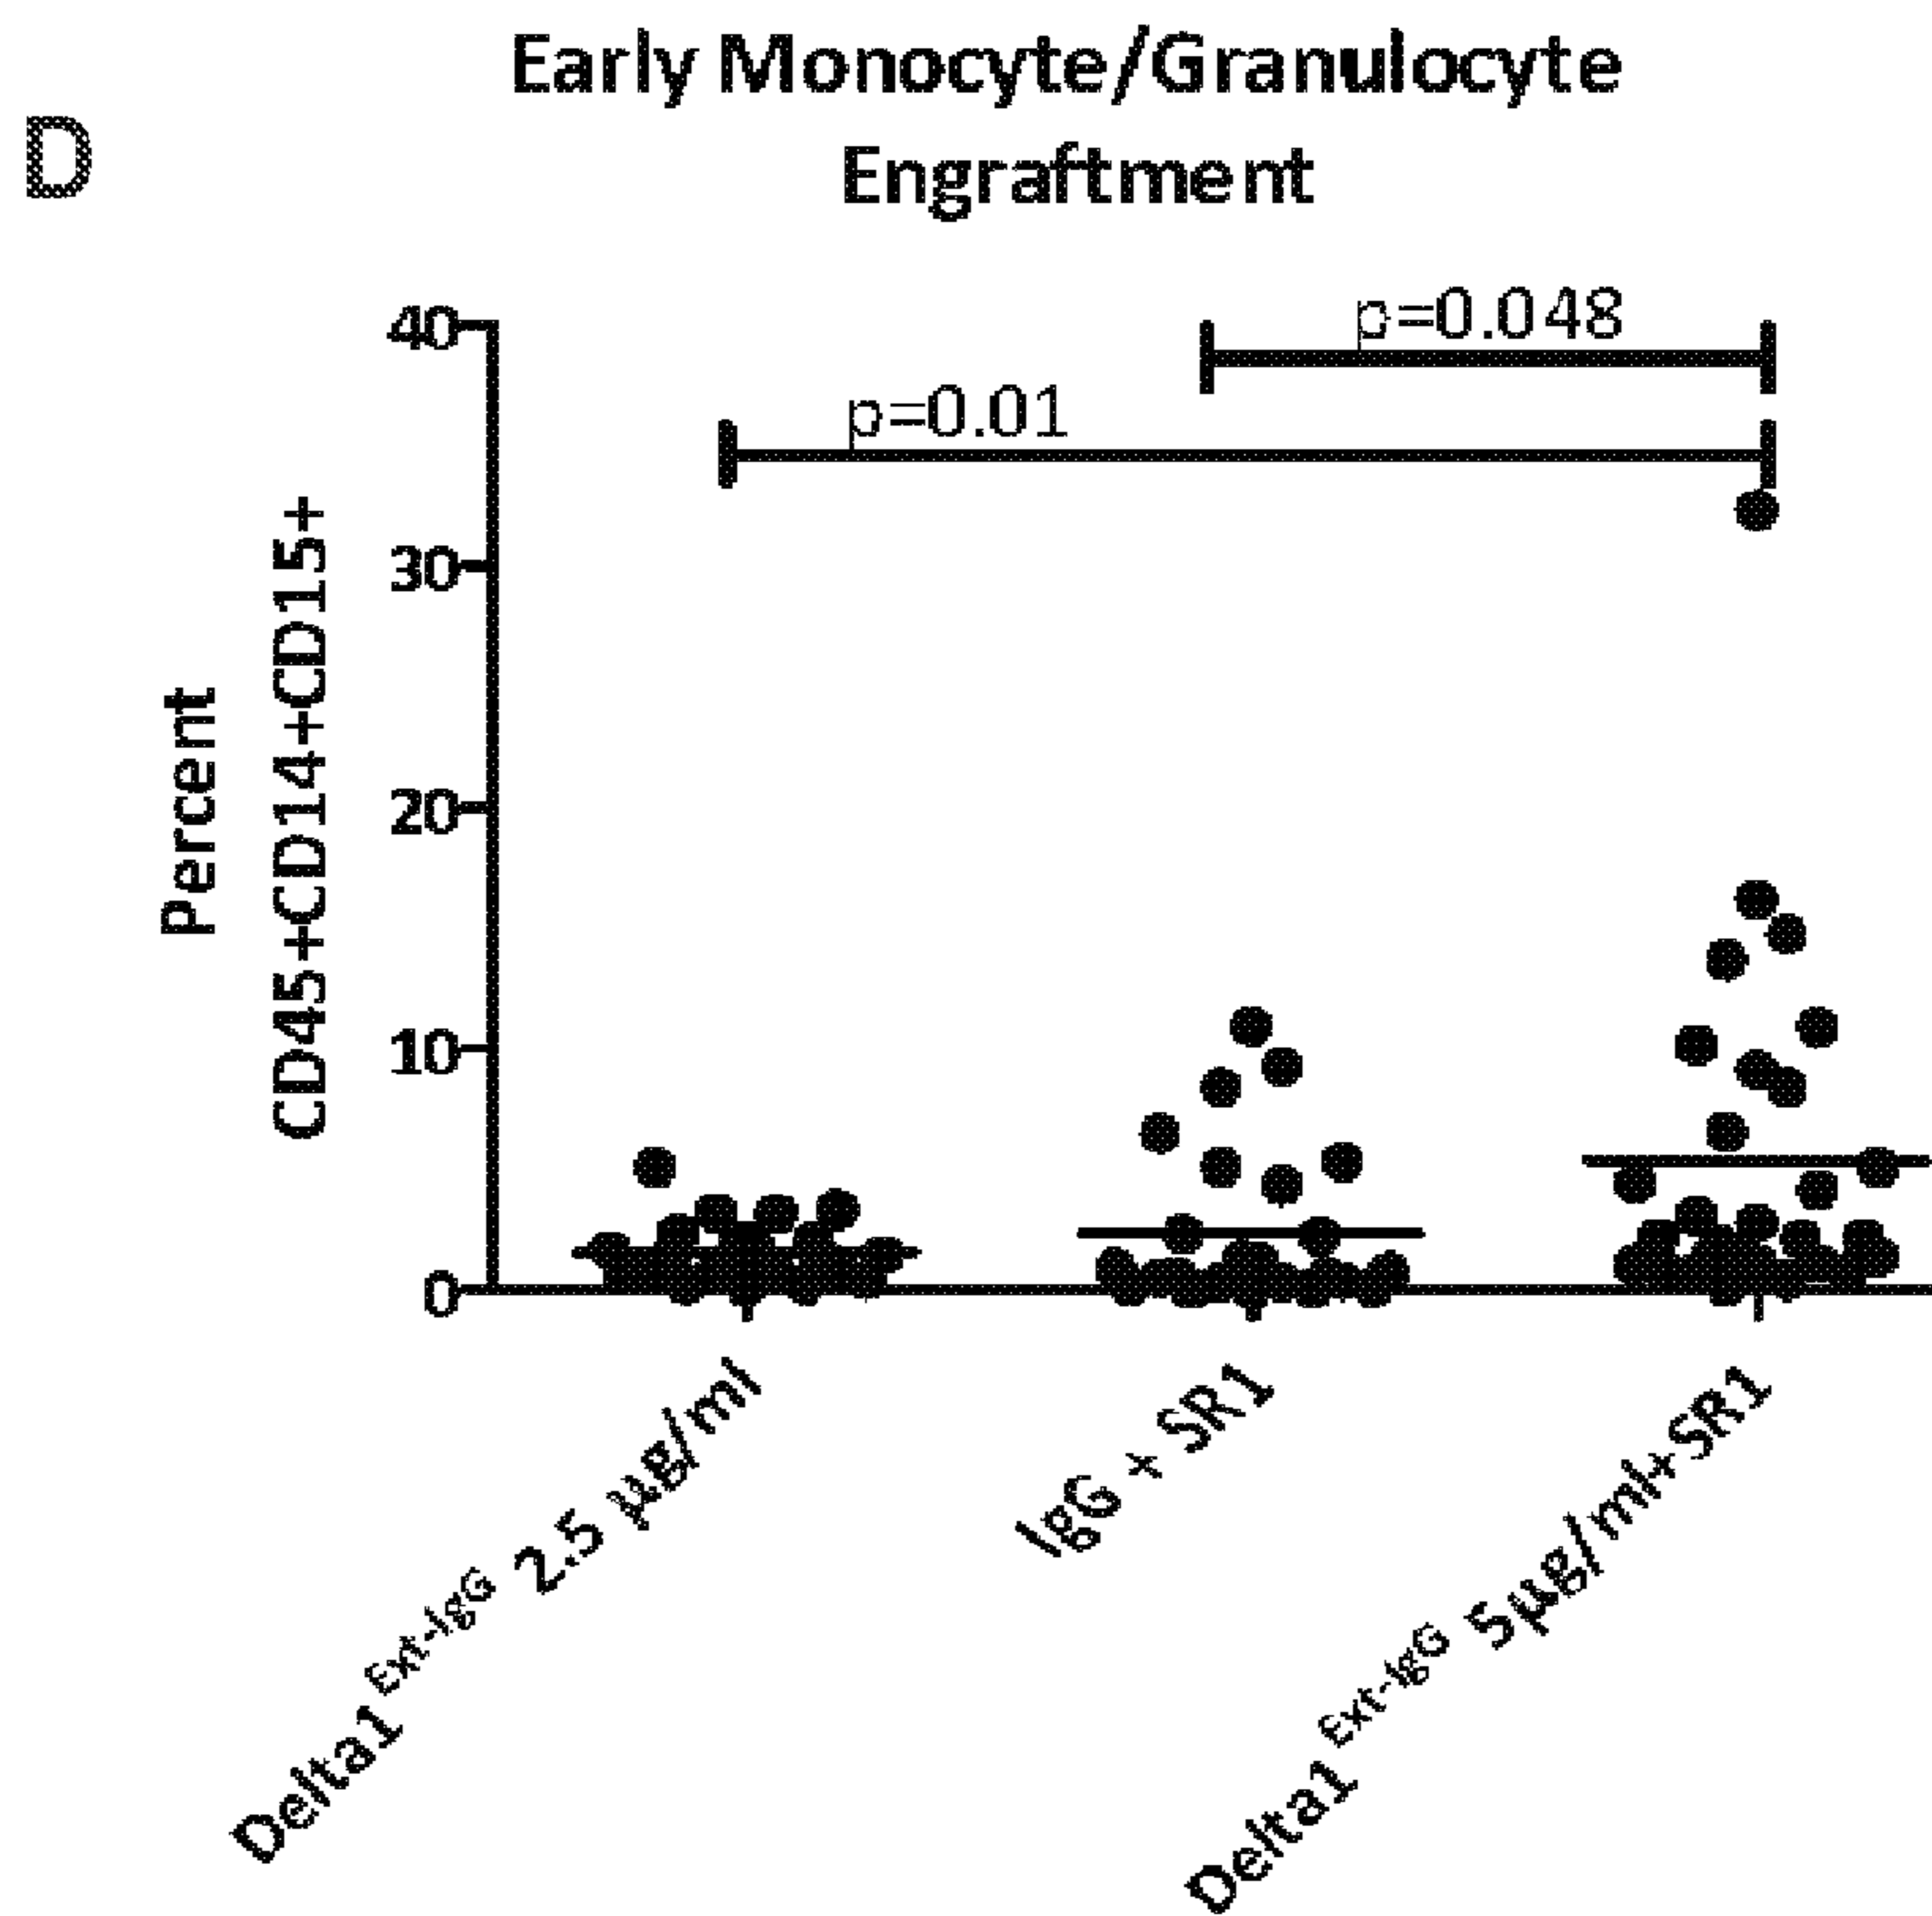 Early Monocyte/Granulocyte
Engraftment
D
p=0.048
p=0.01
Percent
CD45+CD14+CD15+
40
30
20
10
0
Delta1 Ext-IgG 2.5 µg/ml
IgG + SR1
Delta1 Ext-IgG 5µg/ml+SR1